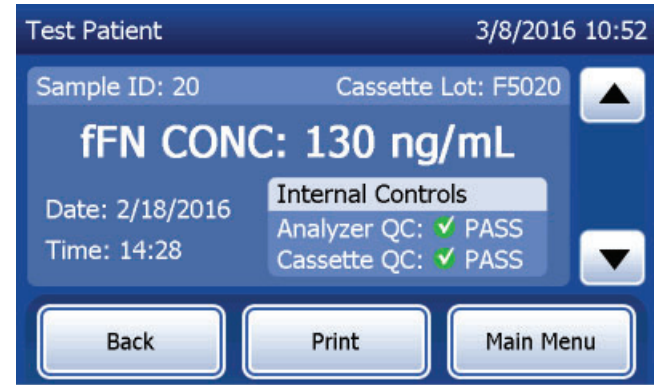 Test Patient 3/8/2016 10:52
Sample ID: 20 Cassette Lot: F5020
fFN CONC: 130 ng/mL
Date: 2/18/2016
Time: 14:28
Internal Controls
Analyzer QC: ✓ PASS
Cassette QC: ✓ PASS
Back Print Main Menu